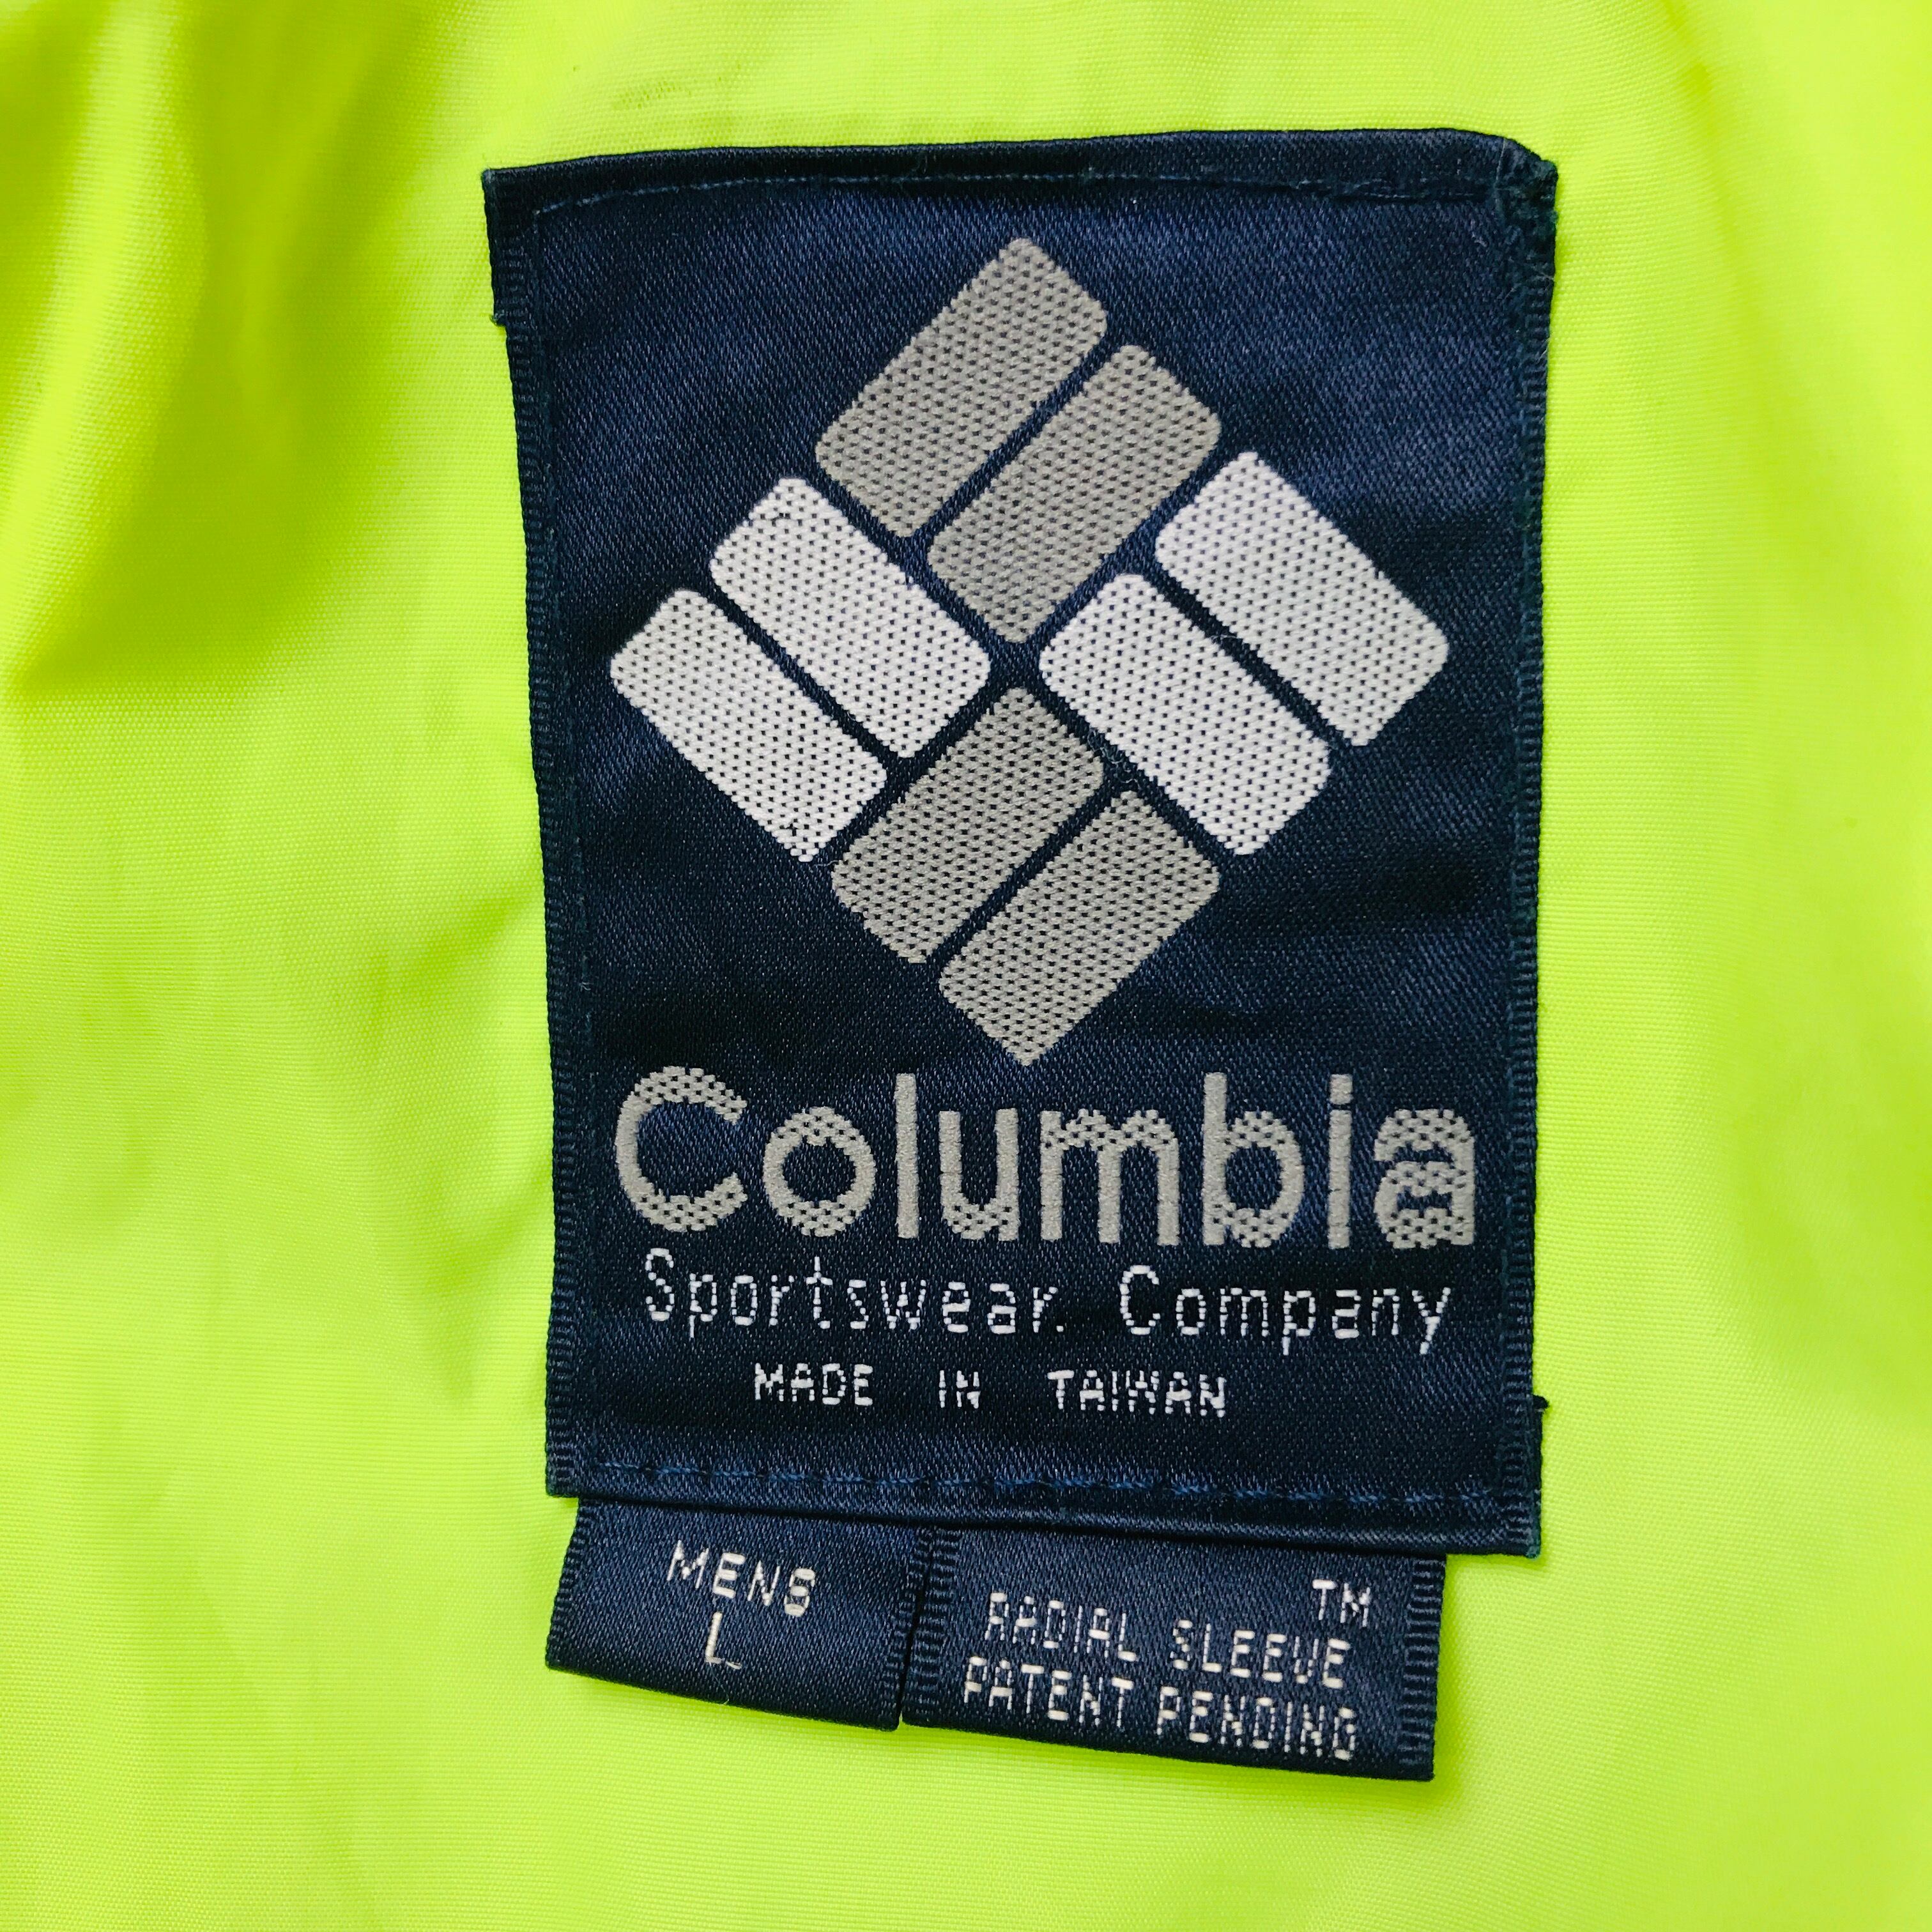 Columbia
Sportswear. Company
MADE IN TAIWAN
MENS
L
TM
RADIAL SLEEVE
PATENT PENDING